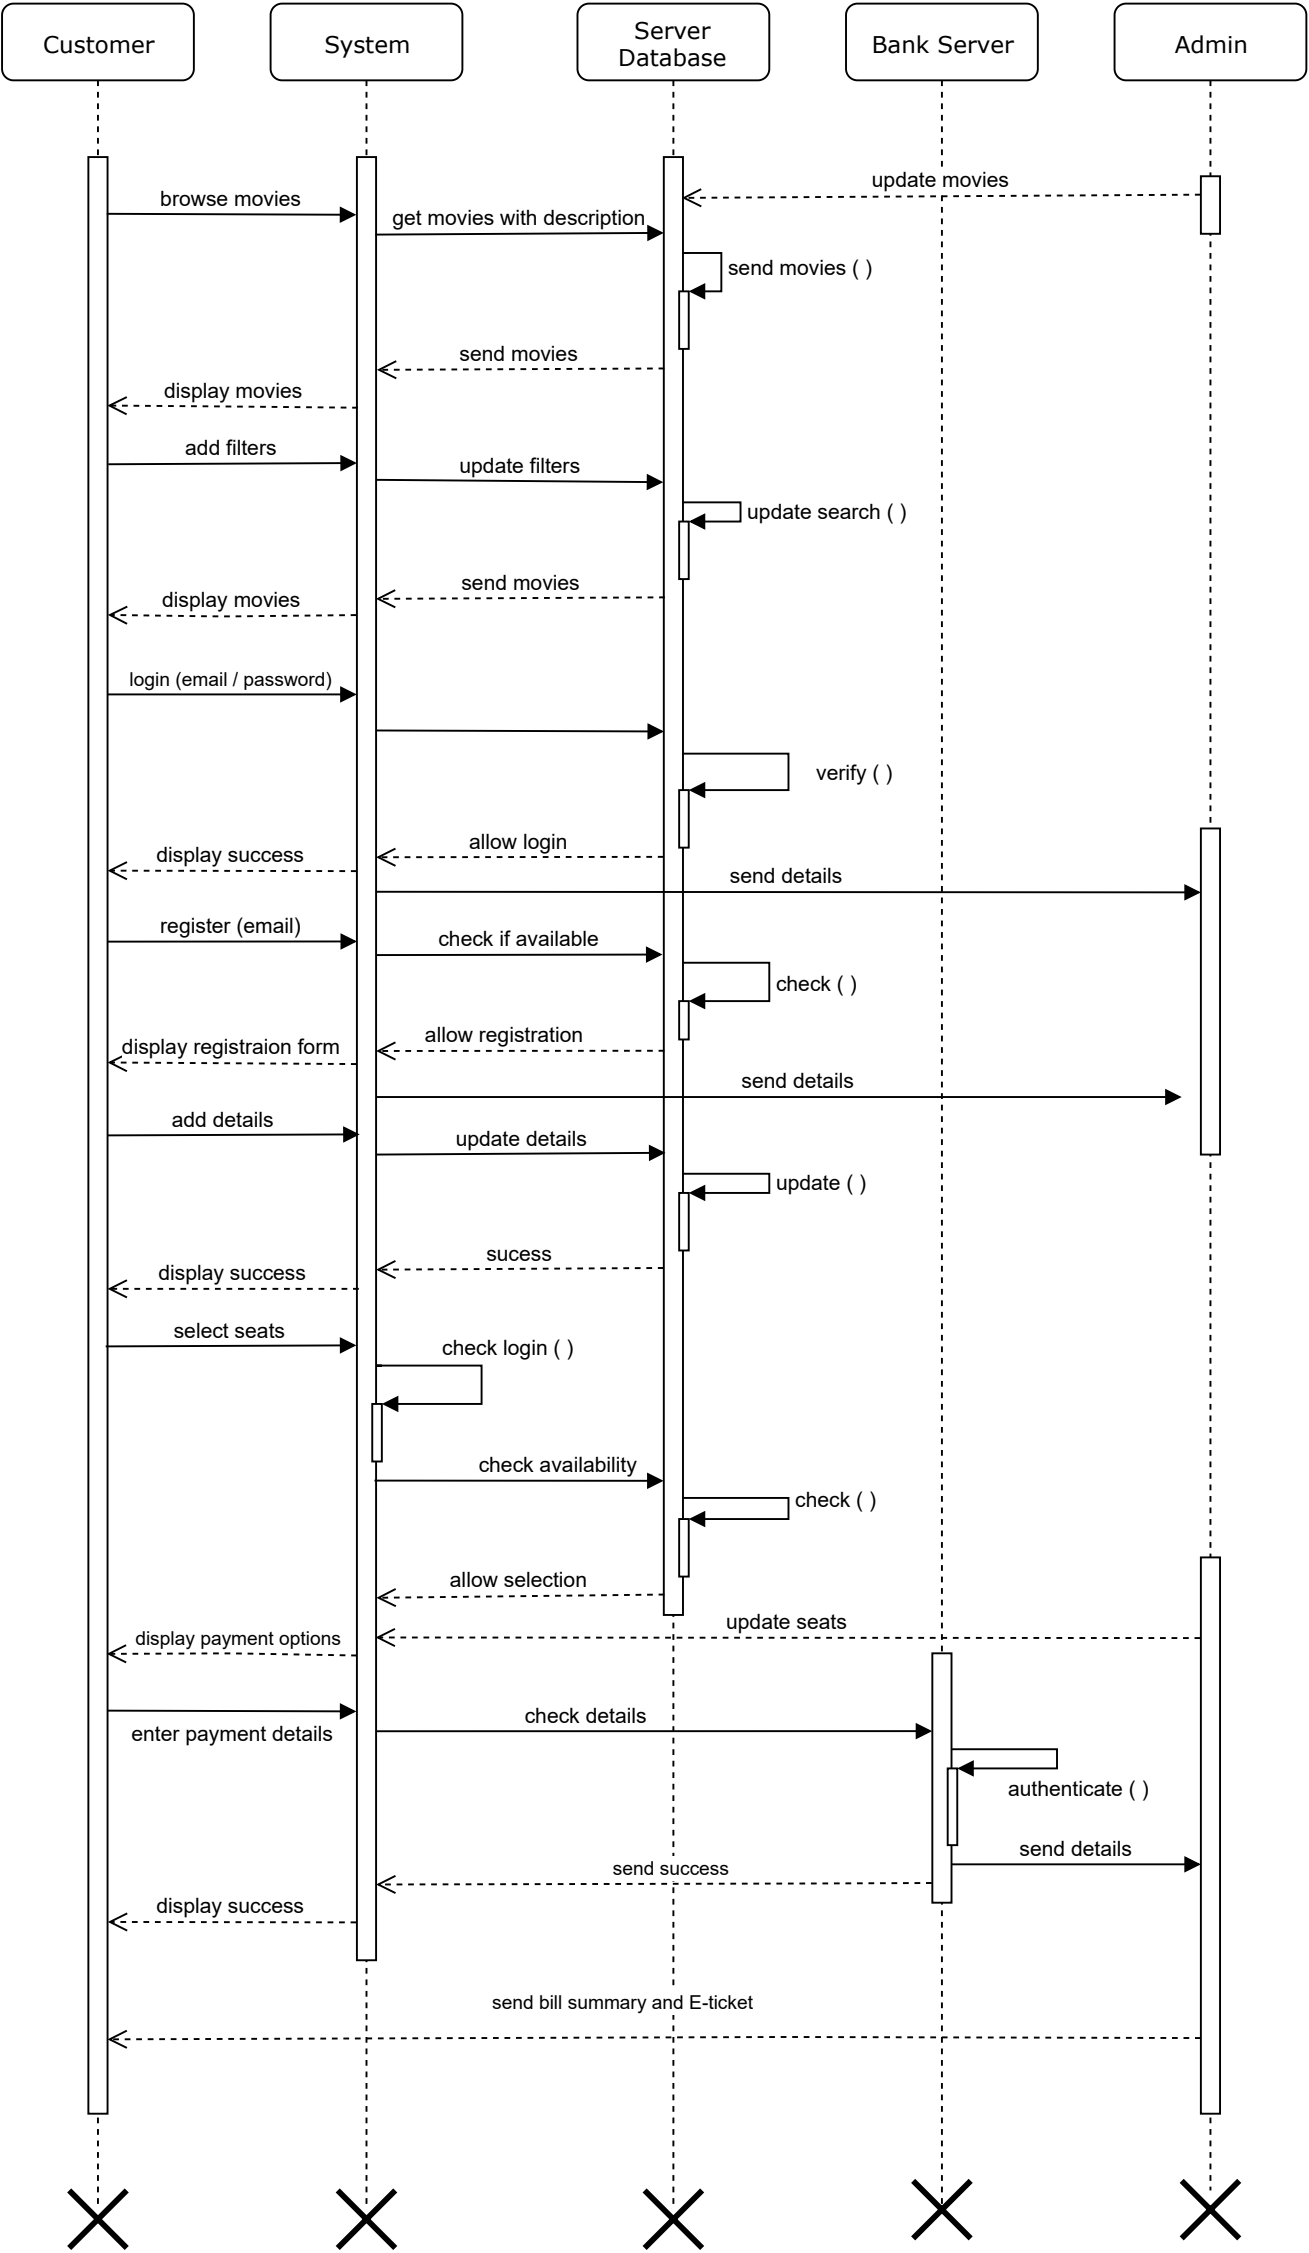 Customer
System
Server
Database
Bank Server
Admin
update movies
browse movies
get movies with description
send movies ( )
send movies
display movies
add filters
update filters
update search ( )
send movies
display movies
login (email / password)
verify ( )
allow login
display success
send details
register (email)
check if available
check ( )
allow registration
display registraion form
send details
add details
update details
update ( )
sucess
display success
select seats
check login ( )
check availability
check ( )
allow selection
update seats
display payment options
check details
enter payment details
authenticate ( )
send details
send success
display success
send bill summary and E-ticket